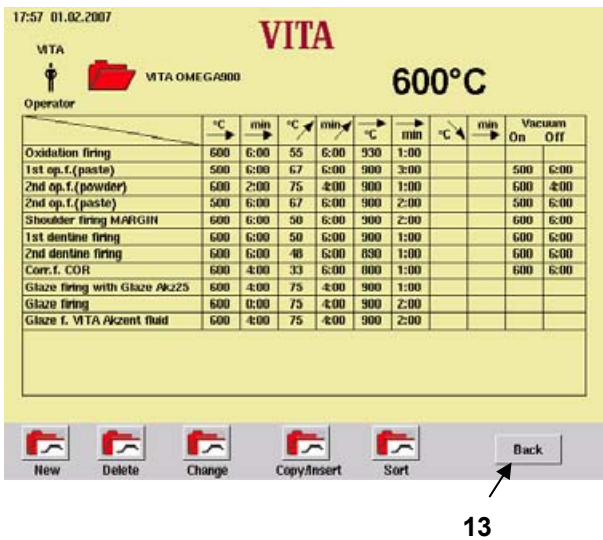 17:57 01.02.2007
VITA
VITA
VITA OMEGA900
600°C
Operator
°C min °C min °C min °C min Vacuum
On Off
Oxidation firing 600 6:00 55 6:00 930 1:00
1st op.f.(paste) 500 6:00 67 6:00 900 3:00 500 6:00
2nd op.f.(powder) 600 2:00 75 4:00 900 1:00 600 4:00
2nd op.f.(paste) 500 6:00 67 6:00 900 2:00 500 6:00
Shoulder firing MARGIN 600 6:00 50 6:00 900 2:00 600 6:00
1st dentine firing 600 6:00 50 6:00 900 1:00 600 6:00
2nd dentine firing 600 6:00 48 6:00 890 1:00 600 6:00
Corr.f. COR 600 4:00 33 6:00 800 1:00 600 6:00
Glaze firing with Glaze Akz25 600 4:00 75 4:00 900 1:00
Glaze firing 600 0:00 75 4:00 900 2:00
Glaze f. VITA Akzent fluid 600 4:00 75 4:00 900 2:00
New Delete Change Copy/Insert Sort Back
13